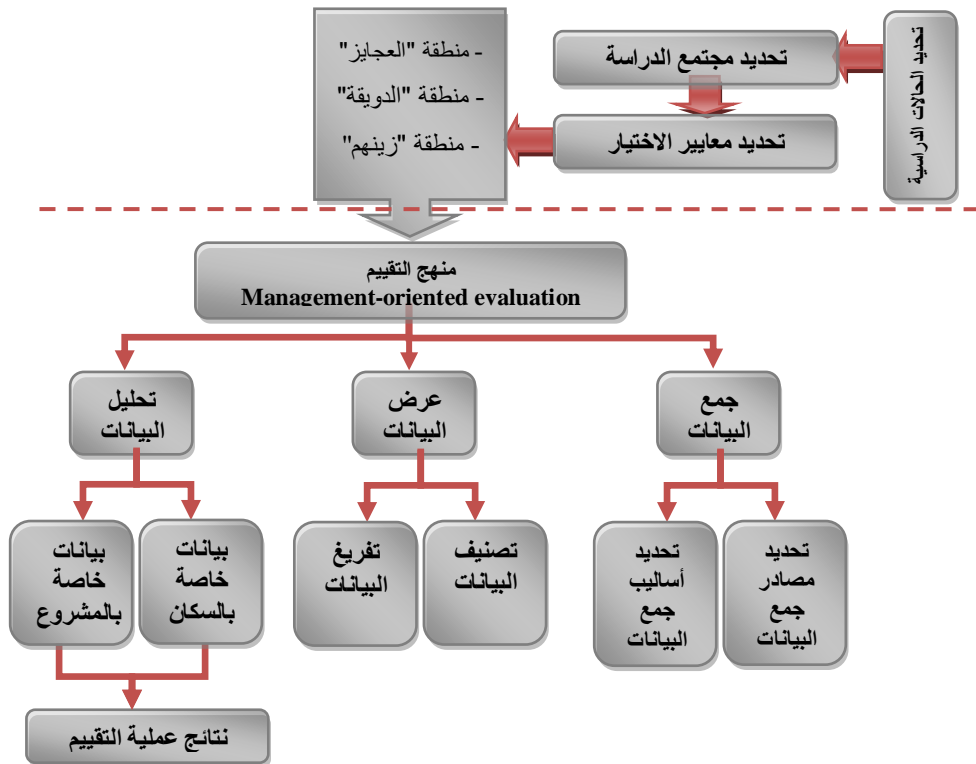 تحديد الحالات الدراسية
تحديد مجتمع الدراسة
تحديد معايير الاختيار
- منطقة "العجايز"
- منطقة "الدويقة"
- منطقة "زينهم"
منهج التقييم
Management-oriented evaluation
جمع
البيانات
عرض
البيانات
تحليل
البيانات
تحديد
مصادر
جمع
البيانات
تحديد
أساليب
جمع
البيانات
تصنيف
البيانات
تفريغ
البيانات
بيانات
خاصة
بالسكان
بيانات
خاصة
بالمشروع
نتائج عملية التقييم